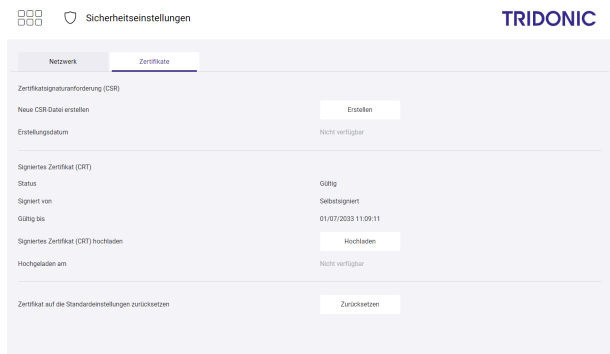 Sicherheitseinstellungen
TRIDONIC
Netzwerk Zertifikate
Zertifikatsignaturanforderung (CSR)
Neue CSR-Datei erstellen Erstellen
Erstellungsdatum Nicht verfügbar
Signiertes Zertifikat (CRT)
Status Gültig
Signiert von Selbstsigniert
Gültig bis 01/07/2033 11:09:11
Signiertes Zertifikat (CRT) hochladen Hochladen
Hochgeladen am Nicht verfügbar
Zertifikat auf die Standardeinstellungen zurücksetzen Zurücksetzen